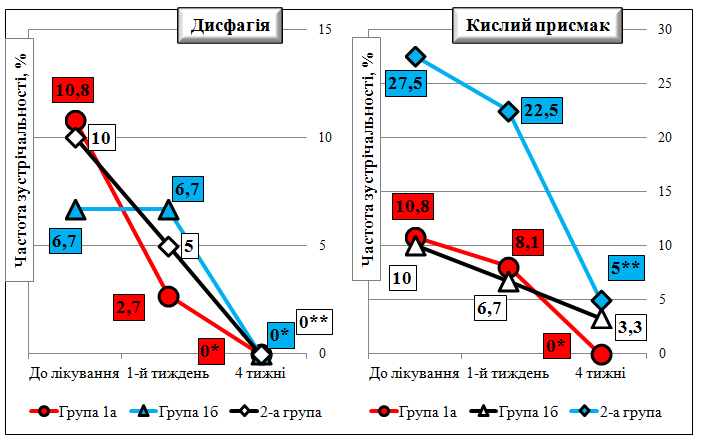 Дисфагія
Частота зустрічальності, %
15
10
5
0
10,8
10
6,7
6,7
5
2,7
0*
0*
0**
До лікування
1-й тиждень
4 тижні
Група 1а
Група 1б
2-а група
Кислий присмак
Частота зустрічальності, %
30
25
20
15
10
5
0
27,5
22,5
10,8
8,1
10
6,7
5**
3,3
0*
До лікування
1-й тиждень
4 тижні
Група 1а
Група 1б
2-а група